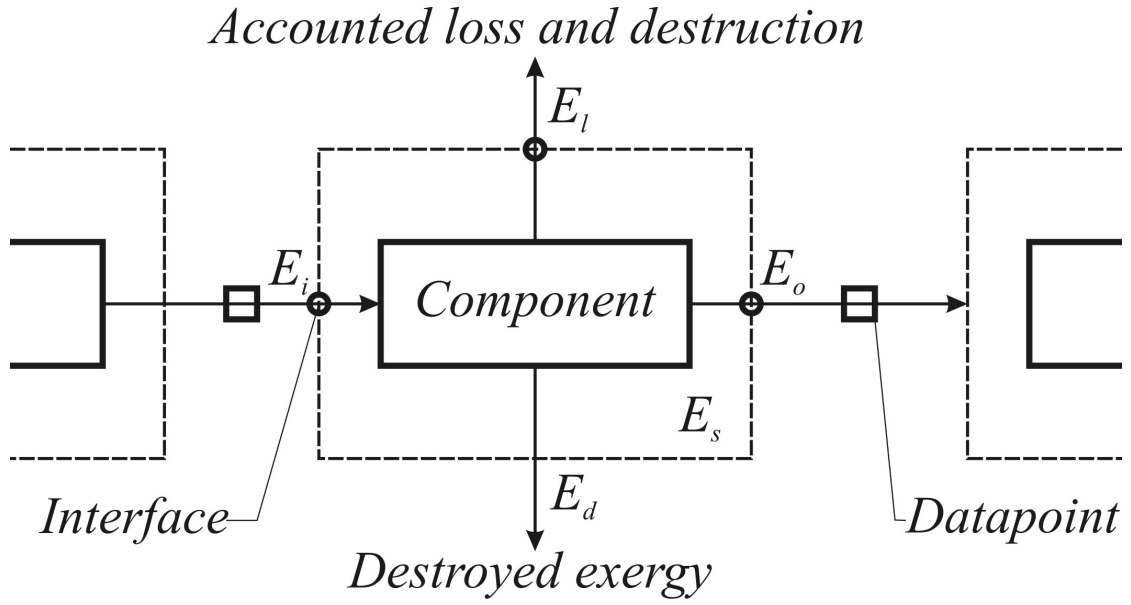 Accounted loss and destruction
E_l
E_i
Component
E_o
E_s
Interface
E_d
Datapoint
Destroyed exergy